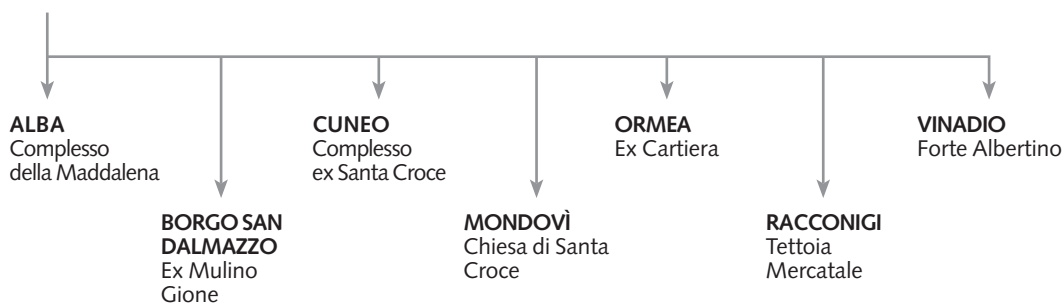 ALBA
Complesso
della Maddalena
BORGO SAN
DALMAZZO
Ex Mulino
Gione
CUNEO
Complesso
ex Santa Croce
MONDOVÌ
Chiesa di Santa
Croce
ORMEA
Ex Cartiera
RACCONIGI
Tettoia
Mercatale
VINADIO
Forte Albertino